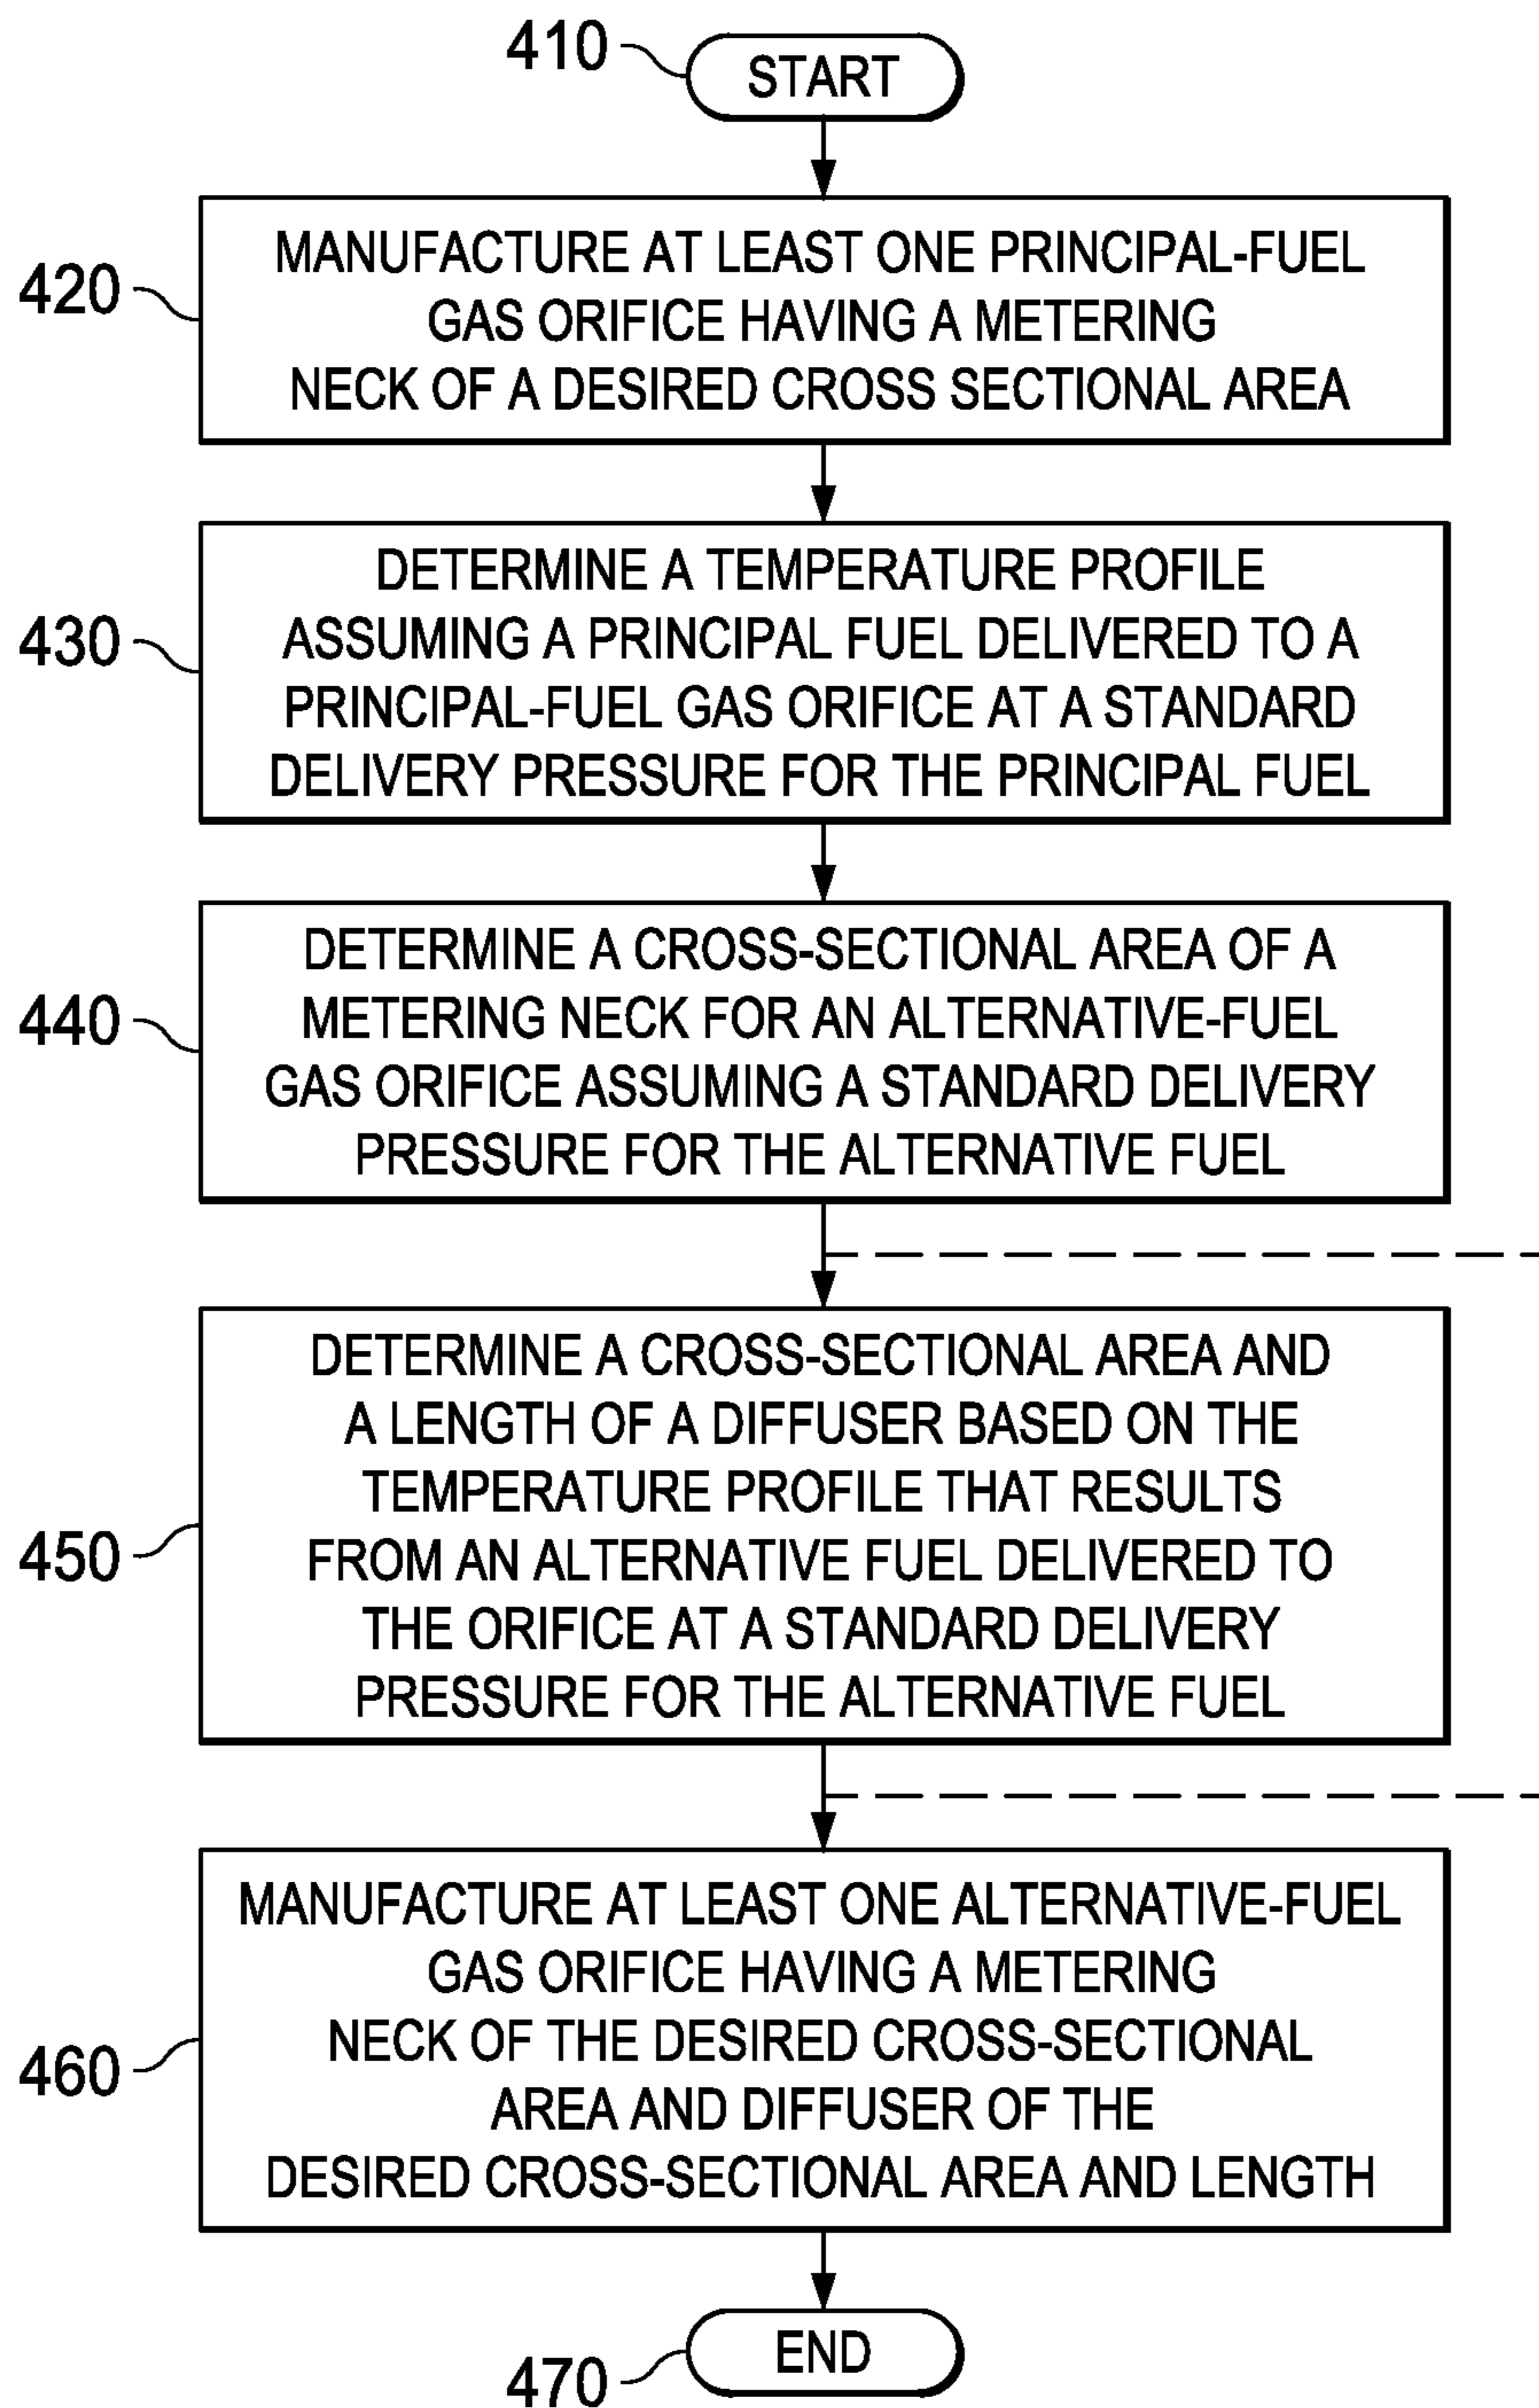 410
START
420
MANUFACTURE AT LEAST ONE PRINCIPAL-FUEL
GAS ORIFICE HAVING A METERING
NECK OF A DESIRED CROSS SECTIONAL AREA
430
DETERMINE A TEMPERATURE PROFILE
ASSUMING A PRINCIPAL FUEL DELIVERED TO A
PRINCIPAL-FUEL GAS ORIFICE AT A STANDARD
DELIVERY PRESSURE FOR THE PRINCIPAL FUEL
440
DETERMINE A CROSS-SECTIONAL AREA OF A
METERING NECK FOR AN ALTERNATIVE-FUEL
GAS ORIFICE ASSUMING A STANDARD DELIVERY
PRESSURE FOR THE ALTERNATIVE FUEL
450
DETERMINE A CROSS-SECTIONAL AREA AND
A LENGTH OF A DIFFUSER BASED ON THE
TEMPERATURE PROFILE THAT RESULTS
FROM AN ALTERNATIVE FUEL DELIVERED TO
THE ORIFICE AT A STANDARD DELIVERY
PRESSURE FOR THE ALTERNATIVE FUEL
460
MANUFACTURE AT LEAST ONE ALTERNATIVE-FUEL
GAS ORIFICE HAVING A METERING
NECK OF THE DESIRED CROSS-SECTIONAL
AREA AND DIFFUSER OF THE
DESIRED CROSS-SECTIONAL AREA AND LENGTH
470
END